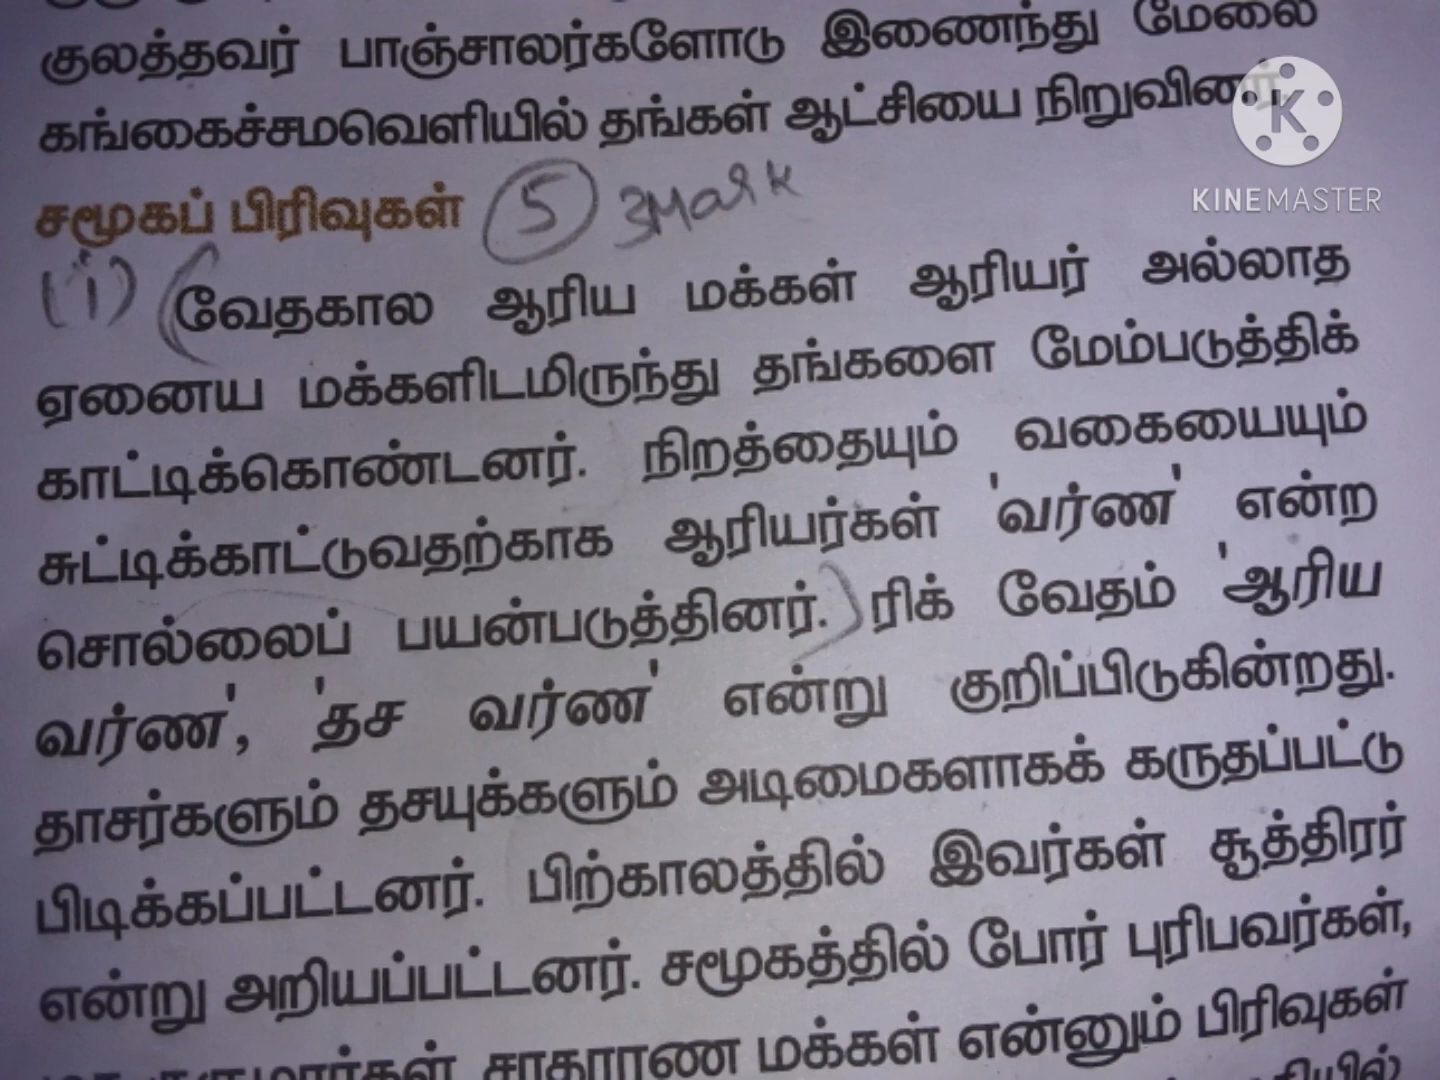 குலத்தவர் பாஞ்சாலர்களோடு இணைந்து மேலை
கங்கைச்சமவெளியில் தங்கள் ஆட்சியை நிறுவினர்
K
KINEMASTER
சமூகப் பிரிவுகள் 5 3Mark
(i) (வேதகால ஆரிய மக்கள் ஆரியர் அல்லாத
ஏனைய மக்களிடமிருந்து தங்களை மேம்படுத்திக்
காட்டிக்கொண்டனர். நிறத்தையும் வகையையும்
சுட்டிக்காட்டுவதற்காக ஆரியர்கள் 'வர்ண' என்ற
சொல்லைப் பயன்படுத்தினர்.) ரிக் வேதம் 'ஆரிய
வர்ண', 'தச வர்ண' என்று குறிப்பிடுகின்றது.
தாசர்களும் தசயுக்களும் அடிமைகளாகக் கருதப்பட்டு
பிடிக்கப்பட்டனர். பிற்காலத்தில் இவர்கள் சூத்திரர்
என்று அறியப்பட்டனர். சமூகத்தில் போர் புரிபவர்கள்,
சாதாரண மக்கள் என்னும் பிரிவுகள்